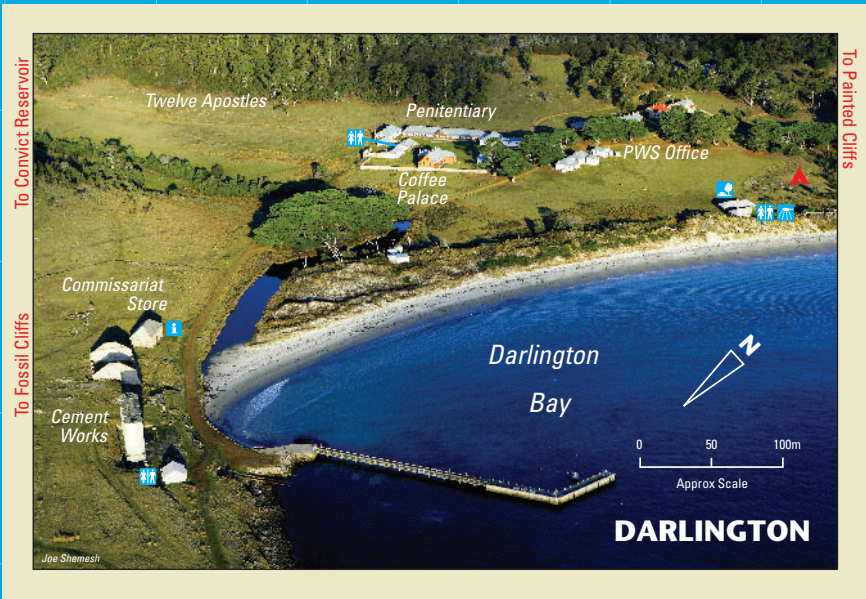 To Convict Reservoir
To Fossil Cliffs
To Painted Cliffs
Twelve Apostles
Penitentiary
PWS Office
Coffee
Palace
Commissariat
Store
i
Cement
Works
Darlington
Bay
N
0 50 100m
Approx Scale
DARLINGTON
Joe Shemesh